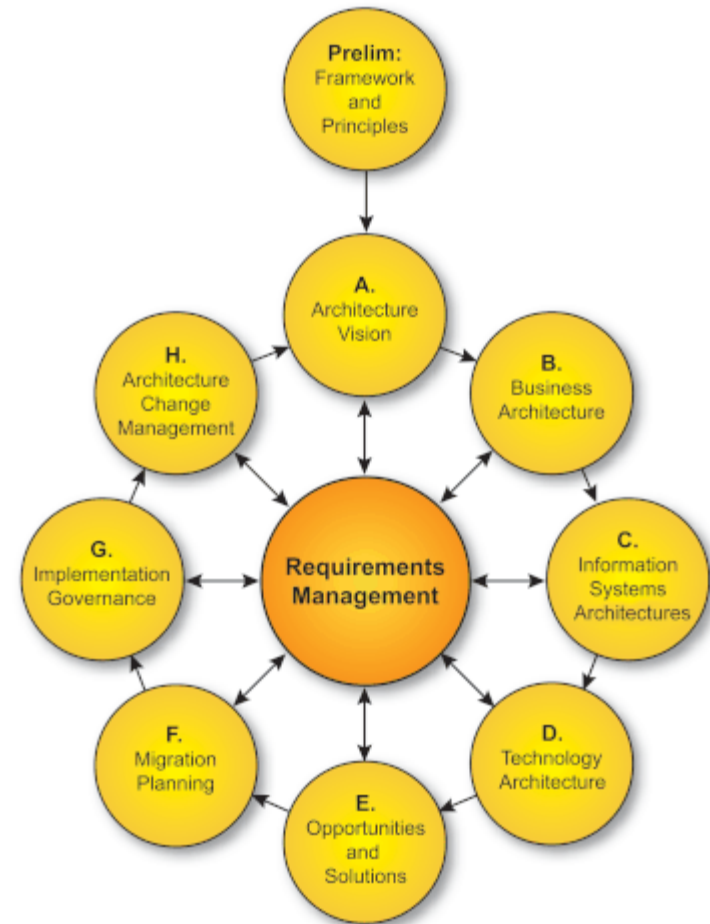 Prelim:
Framework
and
Principles
A.
Architecture
Vision
B.
Business
Architecture
C.
Information
Systems
Architectures
D.
Technology
Architecture
E.
Opportunities
and
Solutions
F.
Migration
Planning
G.
Implementation
Governance
H.
Architecture
Change
Management
Requirements
Management